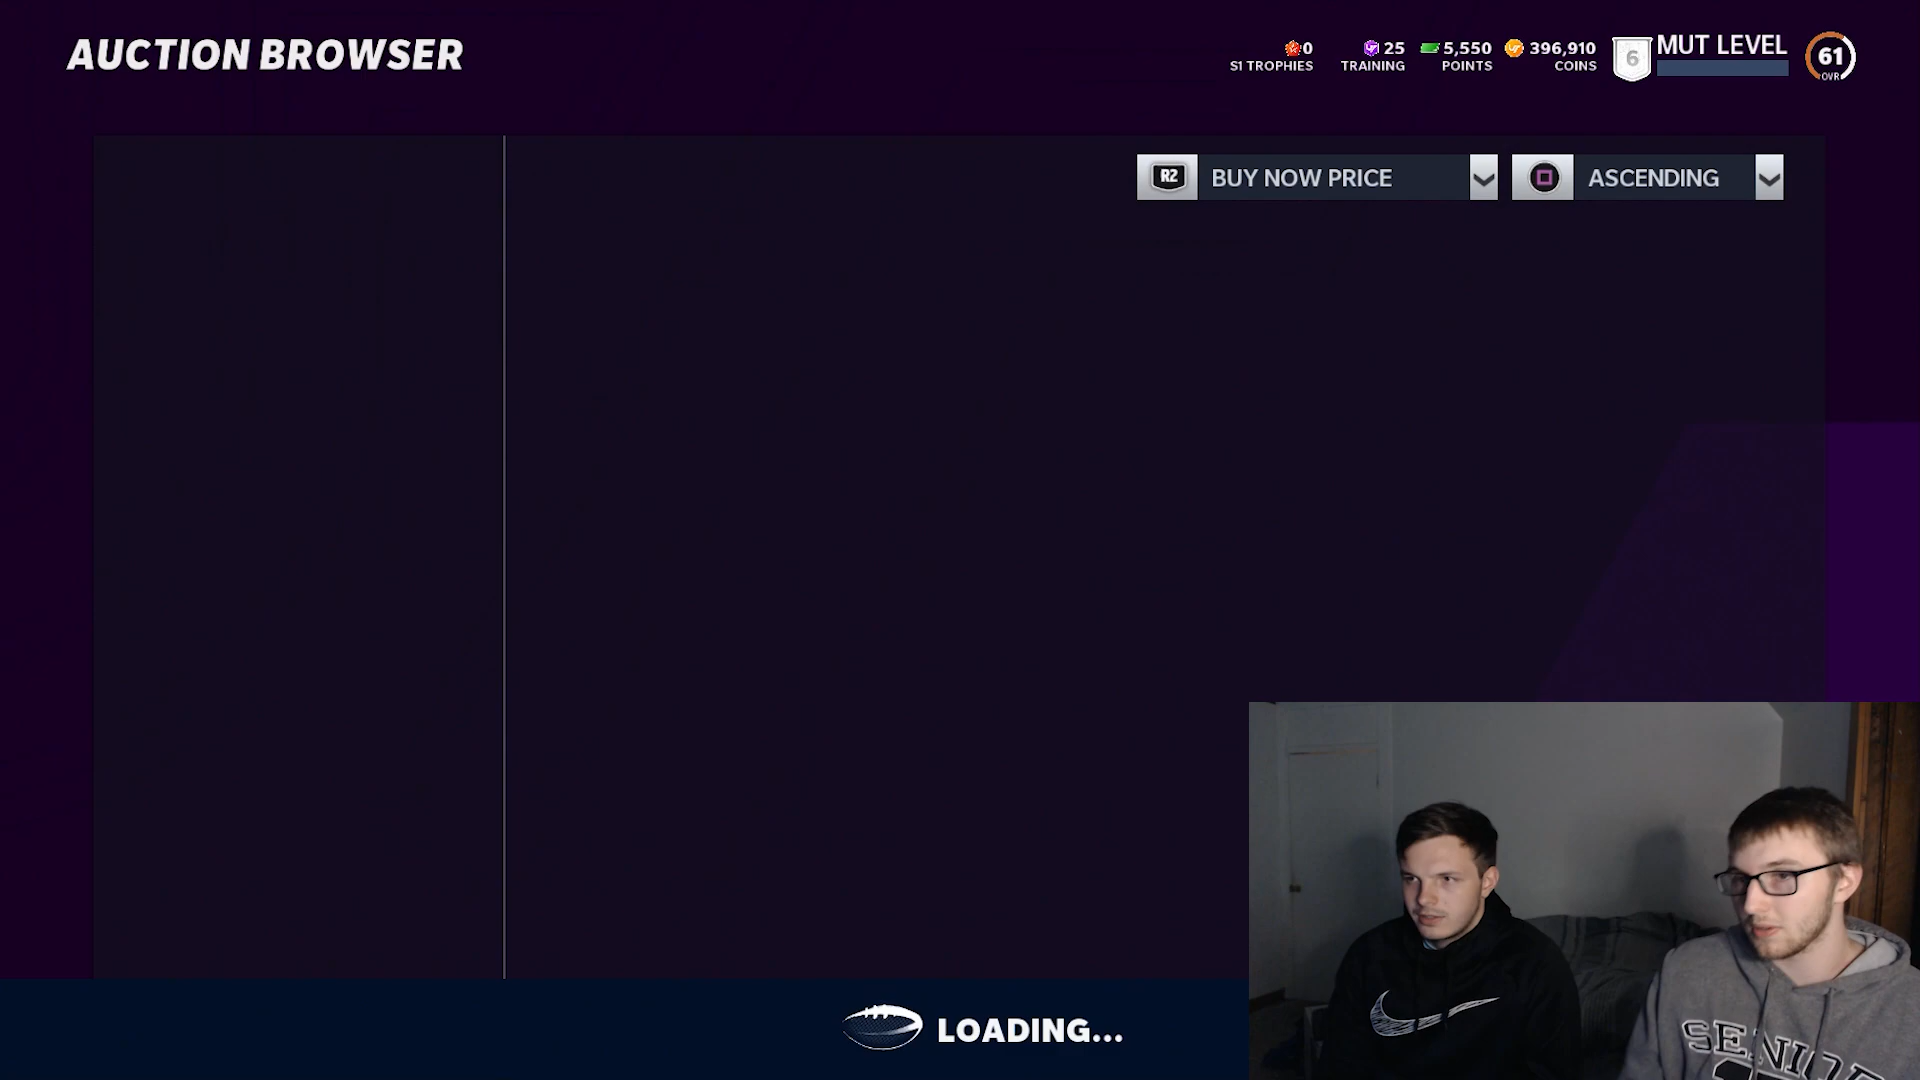 AUCTION BROWSER
0
S1 TROPHIES
25
TRAINING
5,550
POINTS
396,910
COINS
6
MUT LEVEL
61
OVR
R2
BUY NOW PRICE
ASCENDING
LOADING...
SENIOR